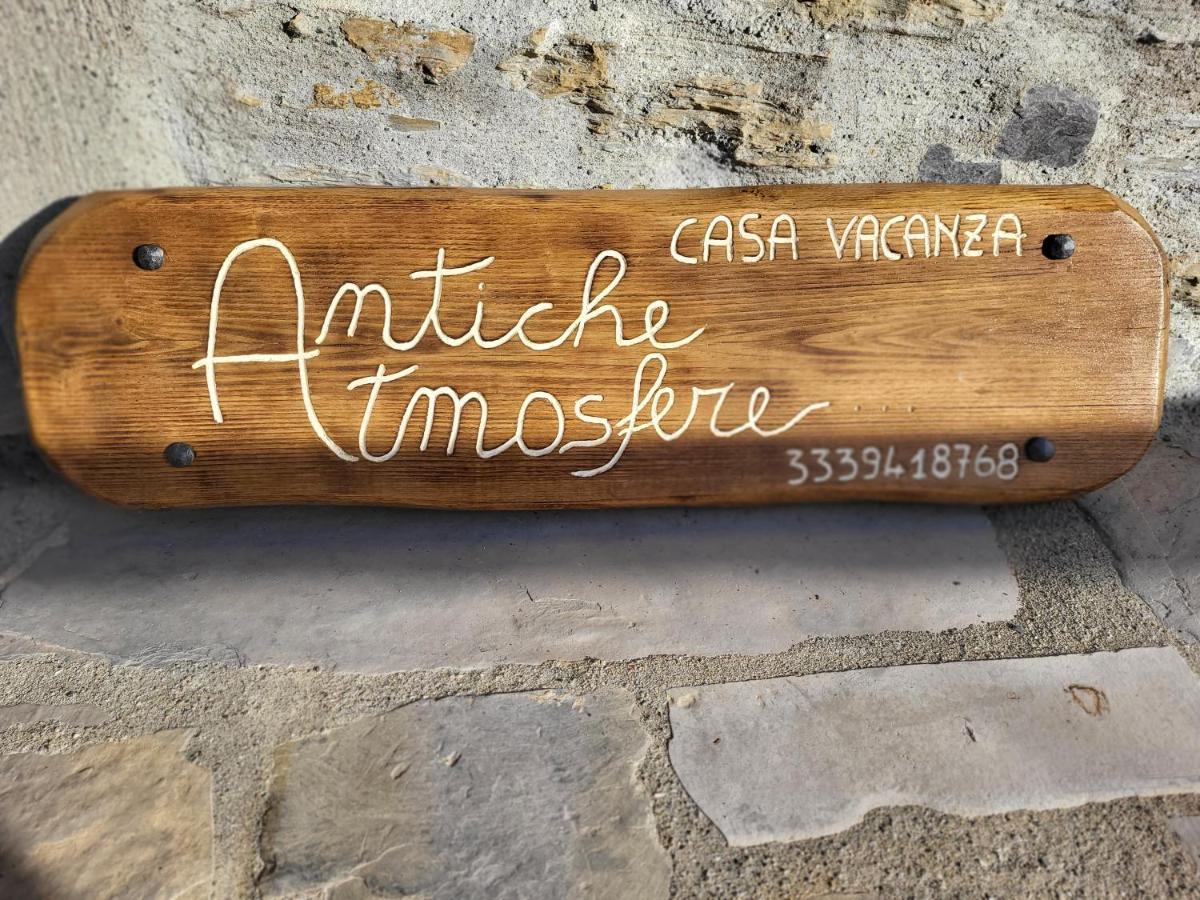 CASA VACANZA
Antiche
Atmosfere...
3339418768